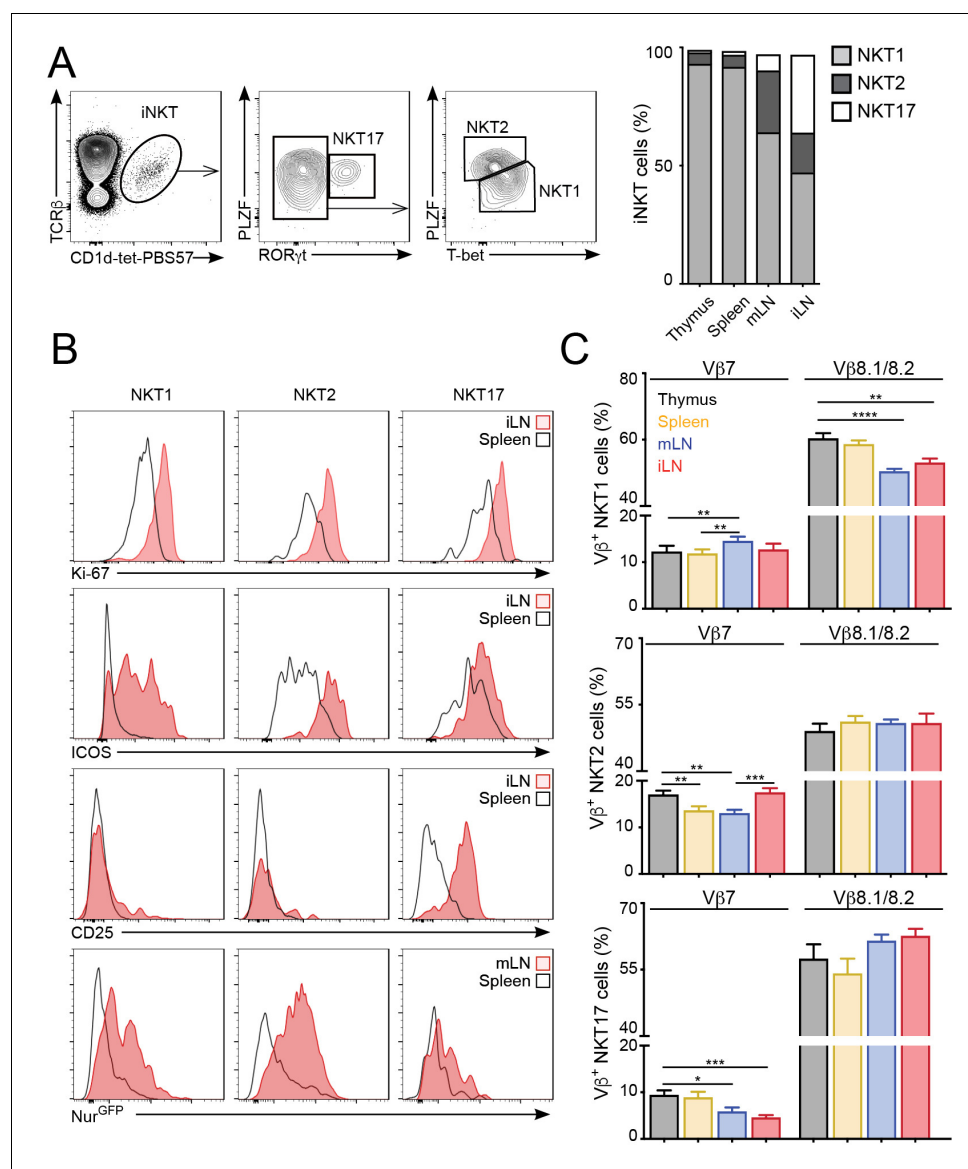 A
iNKT
TCRβ
CD1d-tet-PBS57
NKT17
PLZF
RORγt
NKT2
NKT1
PLZF
T-bet
100
50
0
iNKT cells (%)
NKT1
NKT2
NKT17
Thymus
Spleen
mLN
iLN
B
NKT1
NKT2
NKT17
iLN
Spleen
Ki-67
iLN
Spleen
ICOS
iLN
Spleen
CD25
mLN
Spleen
Nur^GFP
C
Vβ7
Vβ8.1/8.2
80
60
40
20
10
0
Vβ+ NKT1 cells (%)
Thymus
Spleen
mLN
iLN
**
**
**
****
Vβ7
Vβ8.1/8.2
70
55
40
20
10
0
Vβ+ NKT2 cells (%)
**
**
***
Vβ7
Vβ8.1/8.2
70
55
40
20
10
0
Vβ+ NKT17 cells (%)
***
*